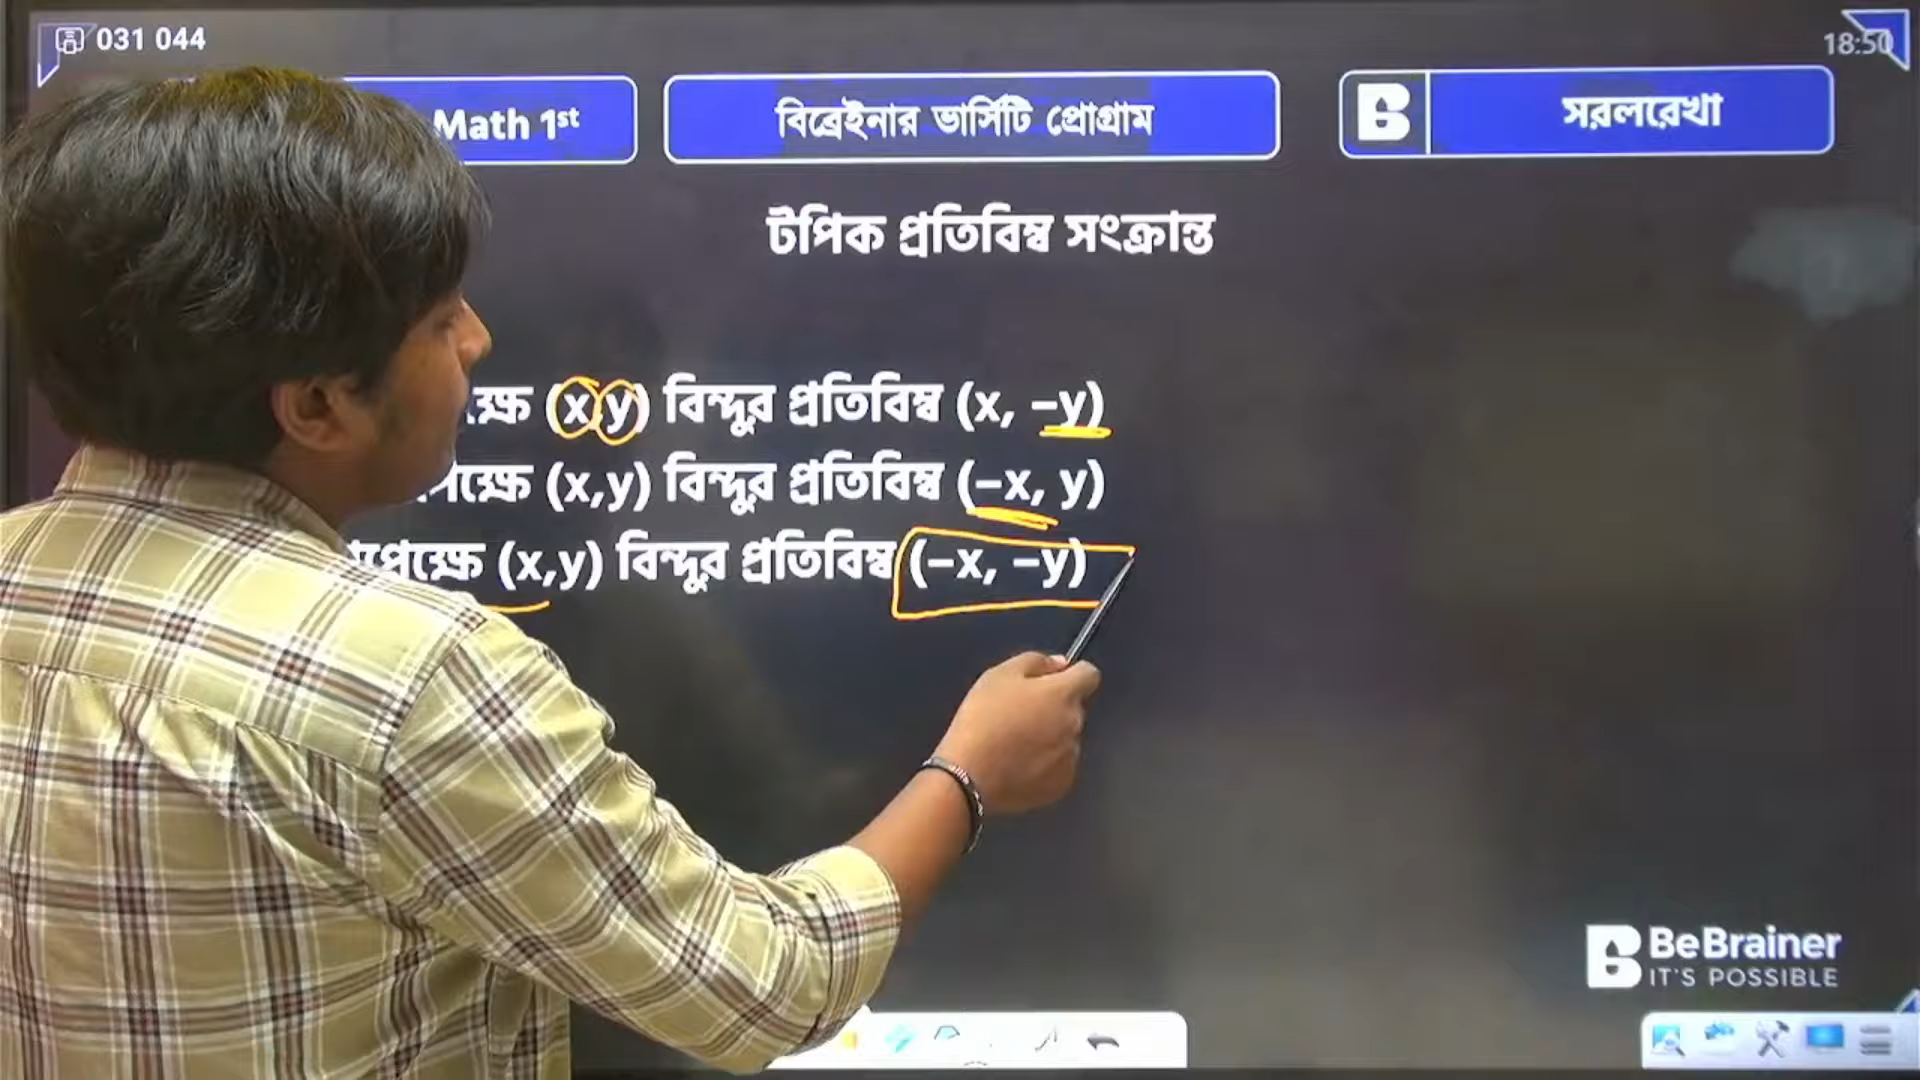 031 044
18:50
Math 1st
বিব্রেইনার ভার্সিটি প্রোগ্রাম
B
সরলরেখা
টপিক প্রতিবিম্ব সংক্রান্ত
(x,y) বিন্দুর প্রতিবিম্ব (x, –y)
(x,y) বিন্দুর প্রতিবিম্ব (–x, y)
(x,y) বিন্দুর প্রতিবিম্ব (–x, –y)
BeBrainer
IT'S POSSIBLE